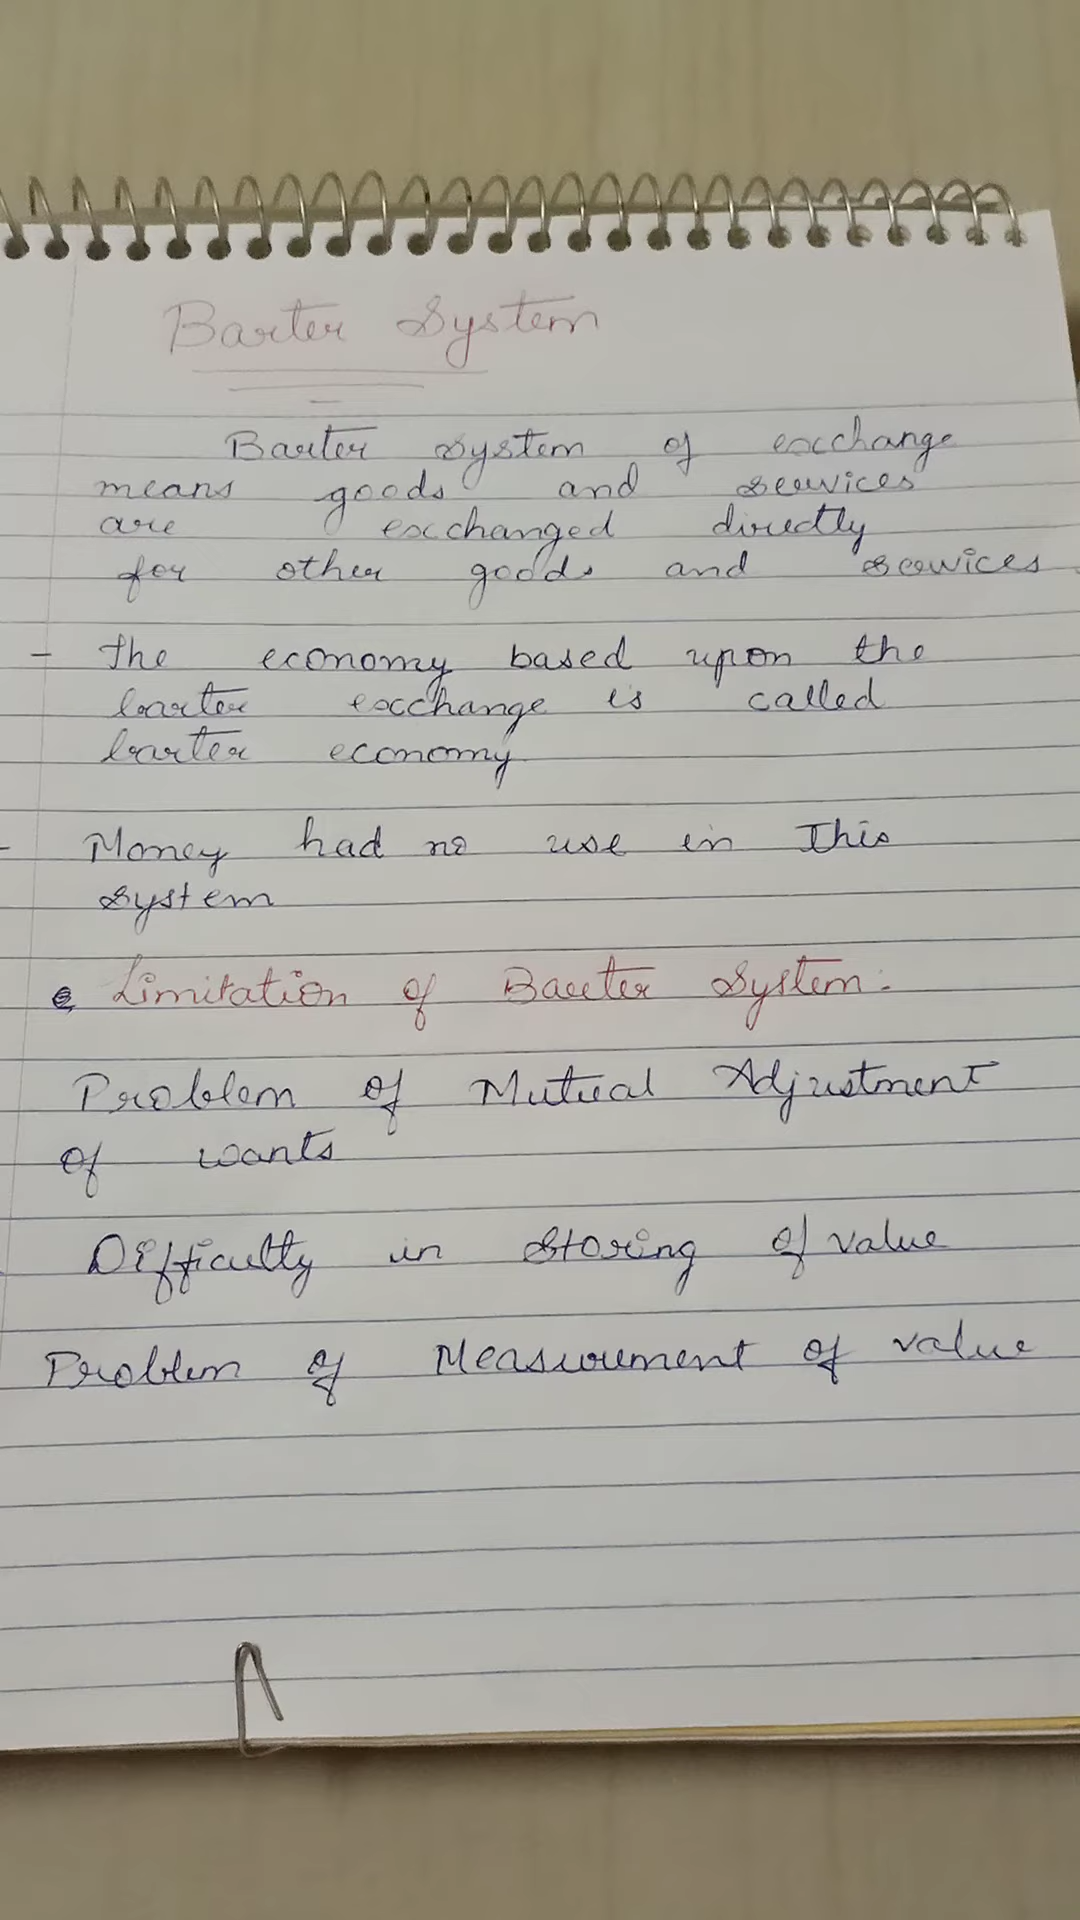 Barter System
Barter system of exchange
means goods and services
are exchanged directly
for other goods and services
- The economy based upon the
barter exchange is called
barter economy
- Money had no use in This
system
Limitation of Barter System:
Problem of Mutual Adjustment
of wants
Difficulty in Storing of value
Problem of Measurement of value